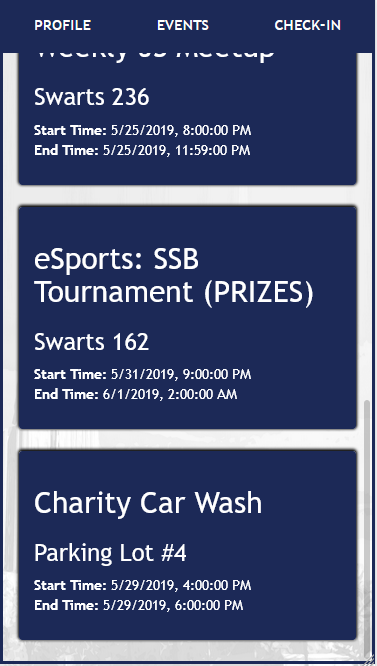 PROFILE EVENTS CHECK-IN
Weekly JS Meetup
Swarts 236
Start Time: 5/25/2019, 8:00:00 PM
End Time: 5/25/2019, 11:59:00 PM
eSports: SSB
Tournament (PRIZES)
Swarts 162
Start Time: 5/31/2019, 9:00:00 PM
End Time: 6/1/2019, 2:00:00 AM
Charity Car Wash
Parking Lot #4
Start Time: 5/29/2019, 4:00:00 PM
End Time: 5/29/2019, 6:00:00 PM